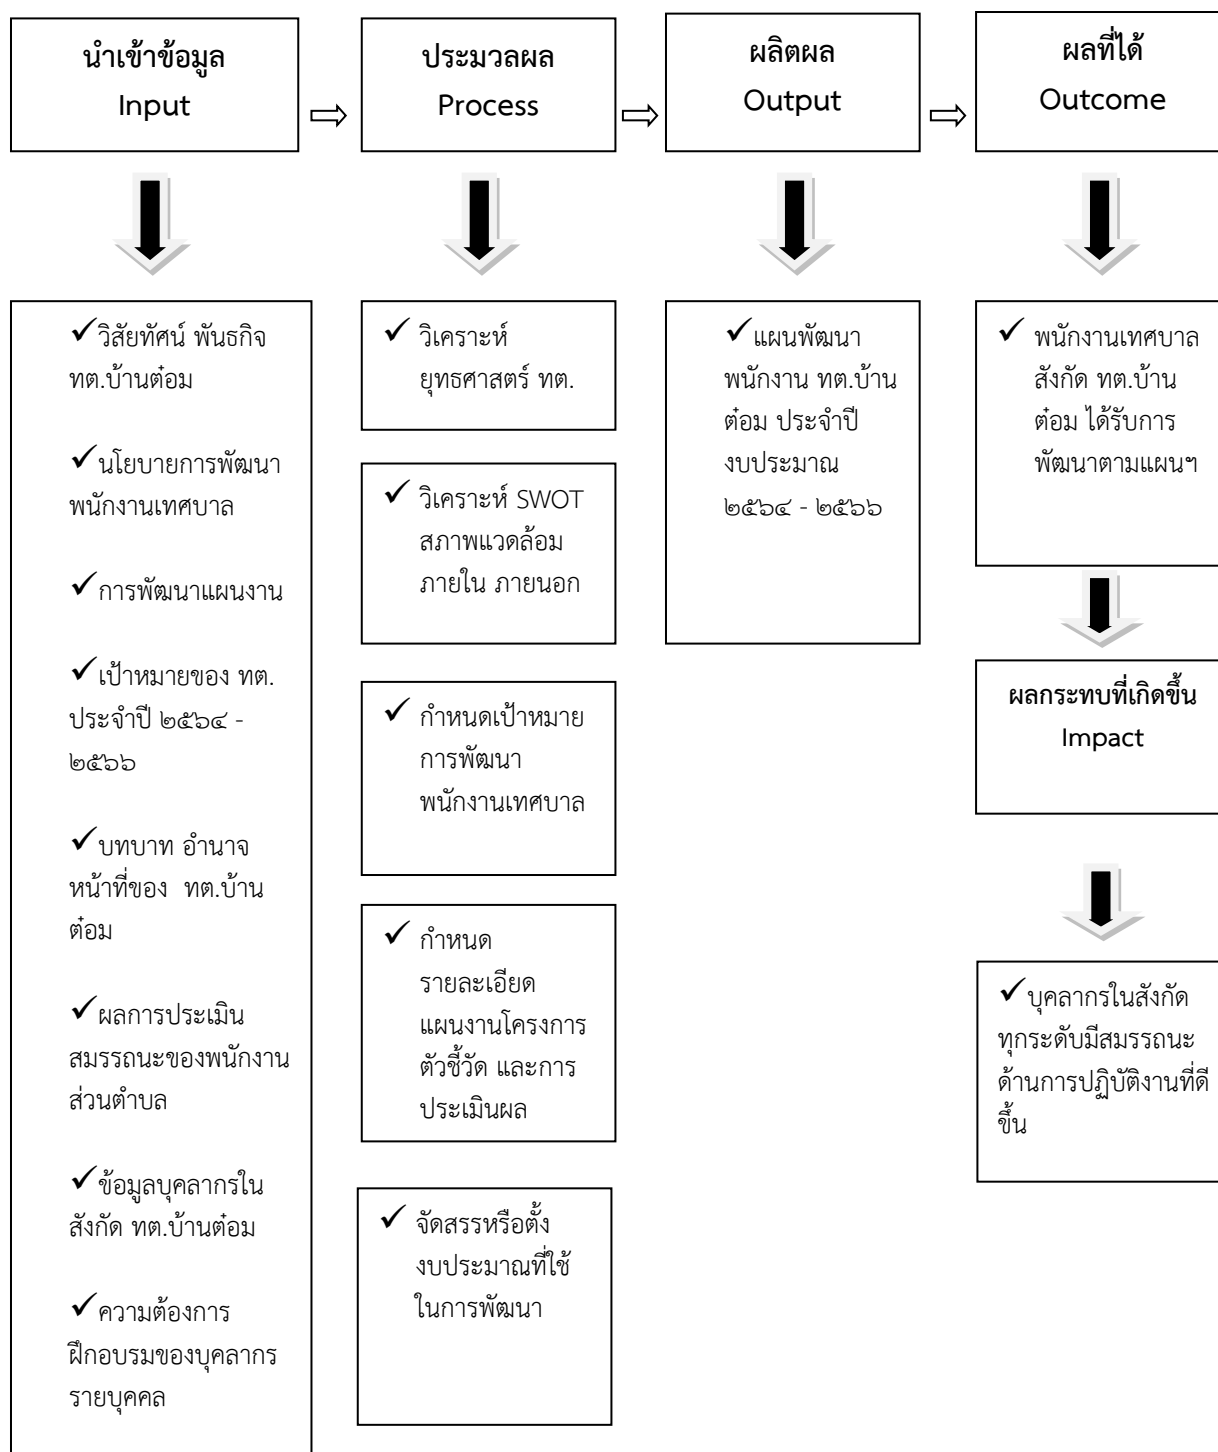 นำเข้าข้อมูล
Input
ประมวลผล
Process
ผลิตผล
Output
ผลที่ได้
Outcome
✓วิสัยทัศน์ พันธกิจ
ทต.บ้านต๋อม
✓นโยบายการพัฒนา
พนักงานเทศบาล
✓การพัฒนาแผนงาน
✓เป้าหมายของ ทต.
ประจำปี ๒๕๖๔ -
๒๕๖๖
✓บทบาท อำนาจ
หน้าที่ของ ทต.บ้าน
ต๋อม
✓ผลการประเมิน
สมรรถนะของพนักงาน
ส่วนตำบล
✓ข้อมูลบุคลากรใน
สังกัด ทต.บ้านต๋อม
✓ความต้องการ
ฝึกอบรมของบุคลากร
รายบุคคล
✓ วิเคราะห์
ยุทธศาสตร์ ทต.
✓ วิเคราะห์ SWOT
สภาพแวดล้อม
ภายใน ภายนอก
✓ กำหนดเป้าหมาย
การพัฒนา
พนักงานเทศบาล
✓ กำหนด
รายละเอียด
แผนงานโครงการ
ตัวชี้วัด และการ
ประเมินผล
✓ จัดสรรหรือตั้ง
งบประมาณที่ใช้
ในการพัฒนา
✓แผนพัฒนา
พนักงาน ทต.บ้าน
ต๋อม ประจำปี
งบประมาณ
๒๕๖๔ - ๒๕๖๖
✓ พนักงานเทศบาล
สังกัด ทต.บ้าน
ต๋อม ได้รับการ
พัฒนาตามแผนฯ
ผลกระทบที่เกิดขึ้น
Impact
✓บุคลากรในสังกัด
ทุกระดับมีสมรรถนะ
ด้านการปฏิบัติงานที่ดี
ขึ้น